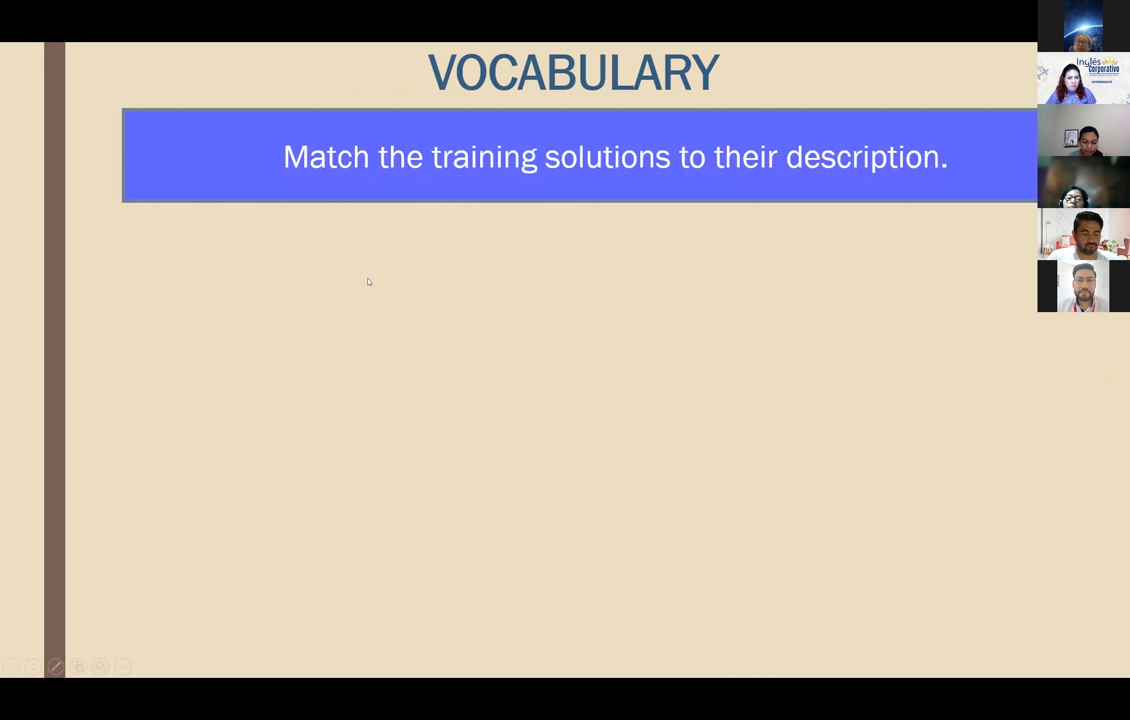 VOCABULARY
Match the training solutions to their description.
Inglés
Corporativo